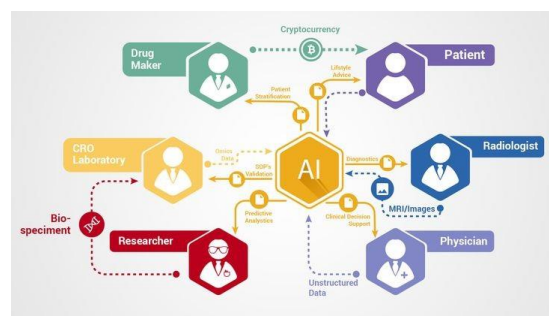 Cryptocurrency
Drug
Maker
Patient
Patient
Stratification
Lifestyle
Advice
CRO
Laboratory
Omics
Data
SOP's
Validation
AI
Diagnostics
Radiologist
MRI/Images
Bio-
speciment
Researcher
Predictive
Analytics
Clinical Decision
Support
Physician
Unstructured
Data